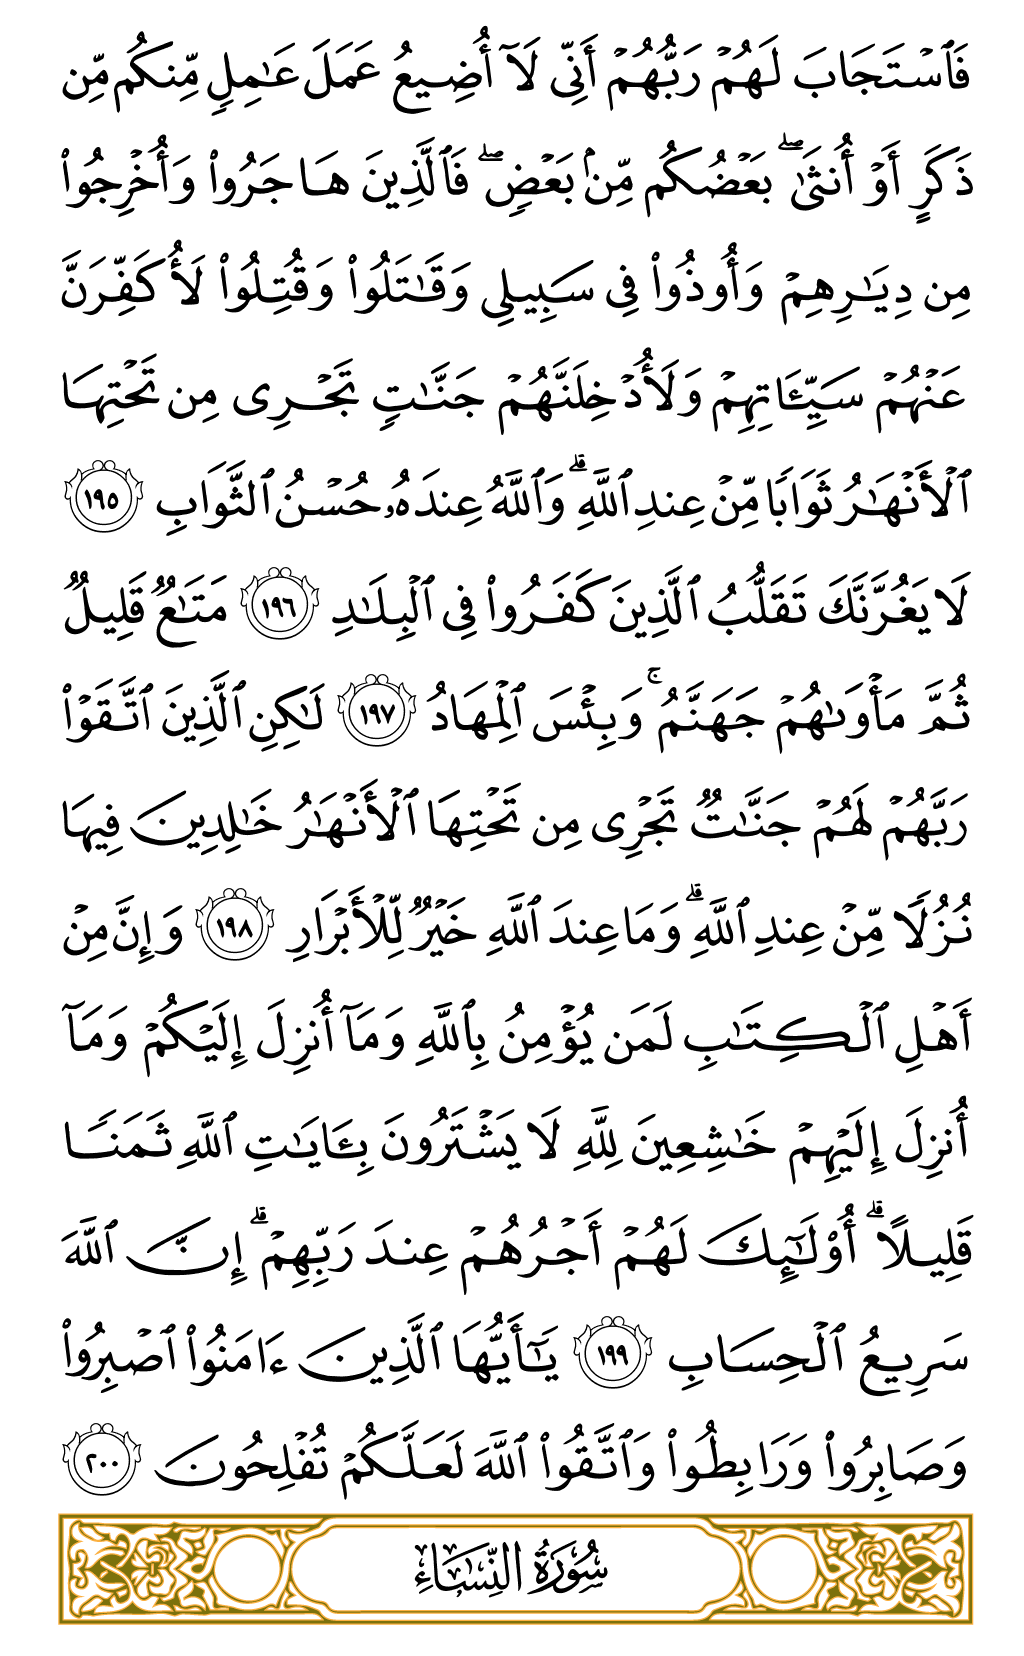 فَٱسۡتَجَابَ لَهُمۡ رَبُّهُمۡ أَنِّي لَآ أُضِيعُ عَمَلَ عَٰمِلٖ مِّنكُم مِّن
ذَكَرٍ أَوۡ أُنثَىٰۖ بَعۡضُكُم مِّنۢ بَعۡضٖۖ فَٱلَّذِينَ هَاجَرُواْ وَأُخۡرِجُواْ
مِن دِيَٰرِهِمۡ وَأُوذُواْ فِي سَبِيلِي وَقَٰتَلُواْ وَقُتِلُواْ لَأُكَفِّرَنَّ
عَنۡهُمۡ سَيِّـَٔاتِهِمۡ وَلَأُدۡخِلَنَّهُمۡ جَنَّٰتٖ تَجۡرِي مِن تَحۡتِهَا
ٱلۡأَنۡهَٰرُ ثَوَابٗا مِّنۡ عِندِ ٱللَّهِۚ وَٱللَّهُ عِندَهُۥ حُسۡنُ ٱلثَّوَابِ ١٩٥
لَا يَغُرَّنَّكَ تَقَلُّبُ ٱلَّذِينَ كَفَرُواْ فِي ٱلۡبِلَٰدِ ١٩٦ مَتَٰعٞ قَلِيلٞ
ثُمَّ مَأۡوَىٰهُمۡ جَهَنَّمُۚ وَبِئۡسَ ٱلۡمِهَادُ ١٩٧ لَٰكِنِ ٱلَّذِينَ ٱتَّقَوۡاْ
رَبَّهُمۡ لَهُمۡ جَنَّٰتٞ تَجۡرِي مِن تَحۡتِهَا ٱلۡأَنۡهَٰرُ خَٰلِدِينَ فِيهَا
نُزُلٗا مِّنۡ عِندِ ٱللَّهِۗ وَمَا عِندَ ٱللَّهِ خَيۡرٞ لِّلۡأَبۡرَارِ ١٩٨ وَإِنَّ مِنۡ
أَهۡلِ ٱلۡكِتَٰبِ لَمَن يُؤۡمِنُ بِٱللَّهِ وَمَآ أُنزِلَ إِلَيۡكُمۡ وَمَآ
أُنزِلَ إِلَيۡهِمۡ خَٰشِعِينَ لِلَّهِ لَا يَشۡتَرُونَ بِـَٔايَٰتِ ٱللَّهِ ثَمَنٗا
قَلِيلًاۚ أُوْلَٰٓئِكَ لَهُمۡ أَجۡرُهُمۡ عِندَ رَبِّهِمۡۗ إِنَّ ٱللَّهَ
سَرِيعُ ٱلۡحِسَابِ ١٩٩ يَٰٓأَيُّهَا ٱلَّذِينَ ءَامَنُواْ ٱصۡبِرُواْ
وَصَابِرُواْ وَرَابِطُواْ وَٱتَّقُواْ ٱللَّهَ لَعَلَّكُمۡ تُفۡلِحُونَ ٢٠٠
سُورَةُ النِّسَاءِ